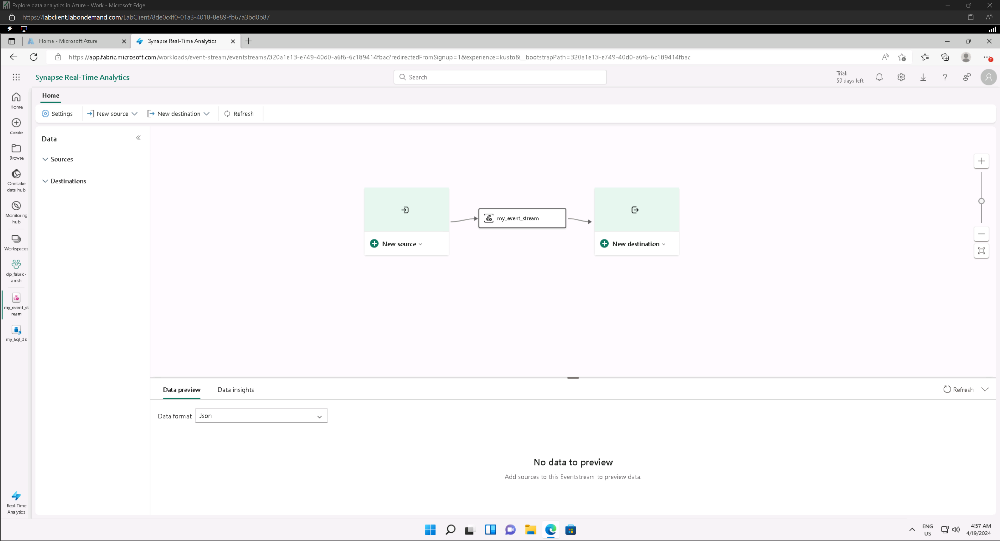 Explore data analytics in Azure - Work - Microsoft Edge
https://labclient.labondemand.com/LabClient/8de0c4f0-01a3-4018-8e89-fb67a3bd0b87
Home - Microsoft Azure
Synapse Real-Time Analytics
https://app.fabric.microsoft.com/workloads/event-stream/eventstreams/320a1e13-e749-40d0-a6f6-6c189414fbac?redirectedFromSignup=1&experience=kusto&__bootstrapPath=320a1e13-e749-40d0-a6f6-6c189414fbac
Synapse Real-Time Analytics
Search
Trial:
59 days left
Home
Settings
New source
New destination
Refresh
Home
Create
Browse
OneLake
data hub
Monitoring
hub
Workspaces
dp_fabric-
anish
my_event_st
ream
my_kql_db
Real-Time
Analytics
Data
Sources
Destinations
my_event_stream
New source
New destination
Data preview
Data insights
Refresh
Data format
Json
No data to preview
Add sources to this Eventstream to preview data.
ENG
US
4:57 AM
4/19/2024